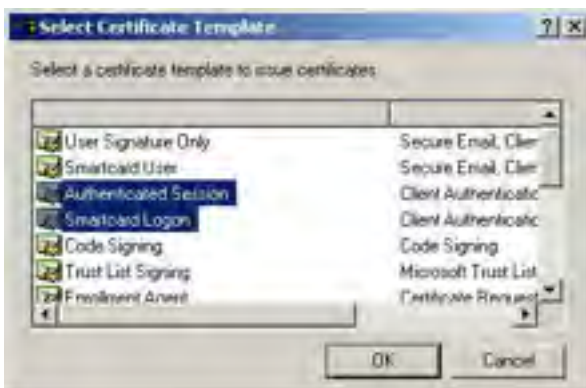 Select Certificate Template
? X
Select a certificate template to issue certificates
User Signature Only Secure Email, Clien
Smartcard User Secure Email, Clien
Authenticated Session Client Authenticatic
Smartcard Logon Client Authenticatic
Code Signing Code Signing
Trust List Signing Microsoft Trust List
Enrollment Agent Certificate Request
OK Cancel